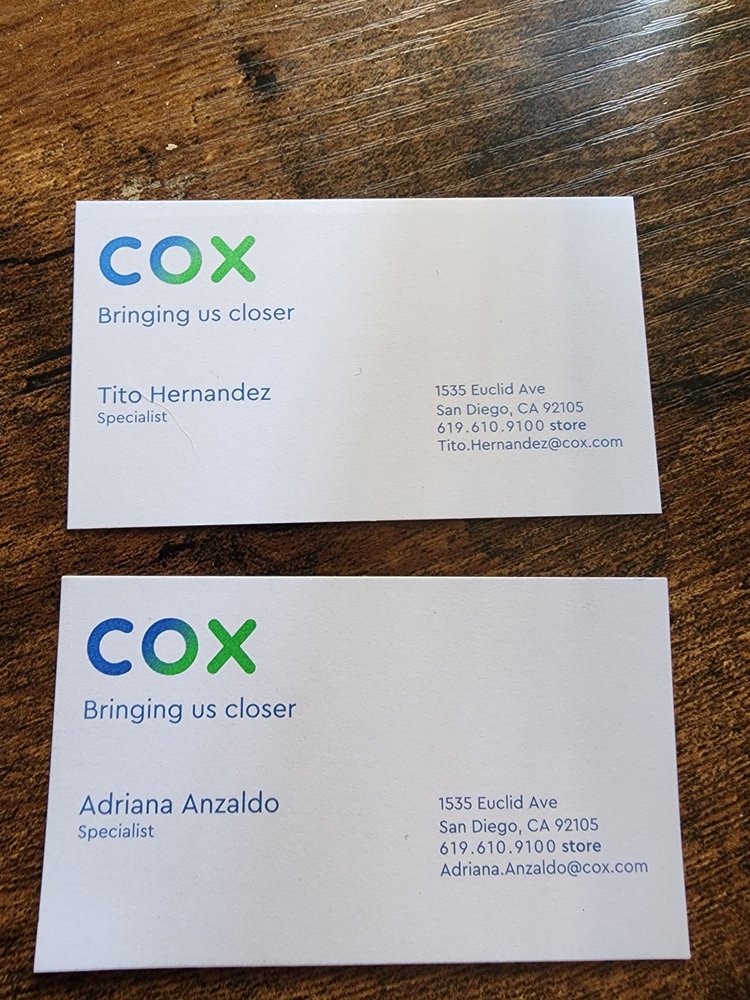 cox
Bringing us closer
Tito Hernandez
Specialist
1535 Euclid Ave
San Diego, CA 92105
619.610.9100 store
Tito.Hernandez@cox.com
cox
Bringing us closer
Adriana Anzaldo
Specialist
1535 Euclid Ave
San Diego, CA 92105
619.610.9100 store
Adriana.Anzaldo@cox.com